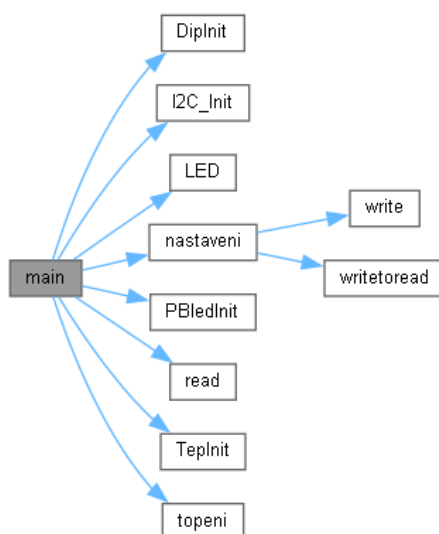 DipInit
I2C_Init
LED
nastaveni
write
writetoread
main
PBledInit
read
TepInit
topeni